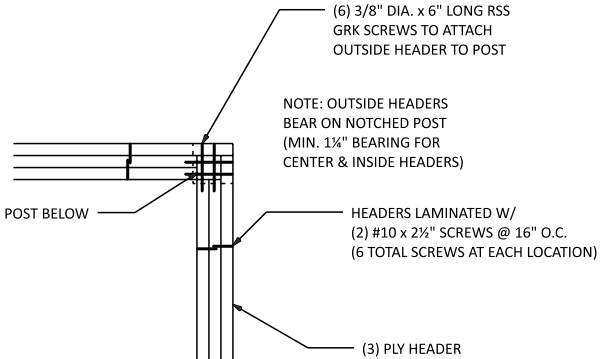 (6) 3/8" DIA. x 6" LONG RSS
GRK SCREWS TO ATTACH
OUTSIDE HEADER TO POST
NOTE: OUTSIDE HEADERS
BEAR ON NOTCHED POST
(MIN. 1¼" BEARING FOR
CENTER & INSIDE HEADERS)
POST BELOW
HEADERS LAMINATED W/
(2) #10 x 2½" SCREWS @ 16" O.C.
(6 TOTAL SCREWS AT EACH LOCATION)
(3) PLY HEADER